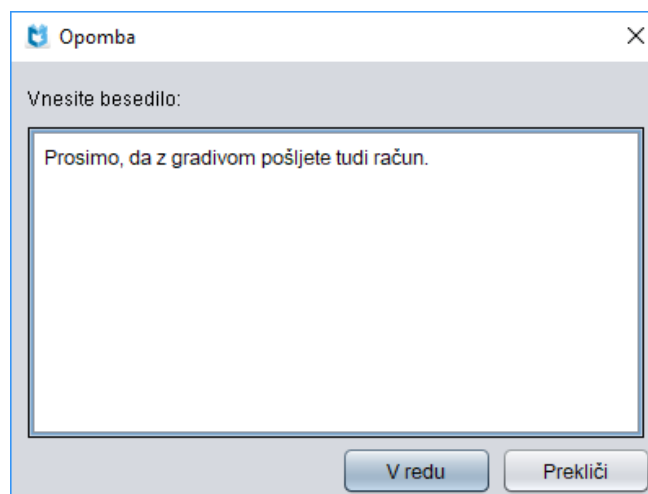 Opomba
Vnesite besedilo:
Prosimo, da z gradivom pošljete tudi račun.
V redu
Prekliči